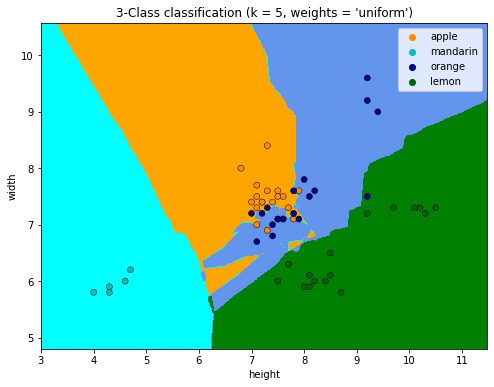 3-Class classification (k = 5, weights = 'uniform')
apple
mandarin
orange
lemon
width
10
9
8
7
6
5
3
4
5
6
7
8
9
10
11
height